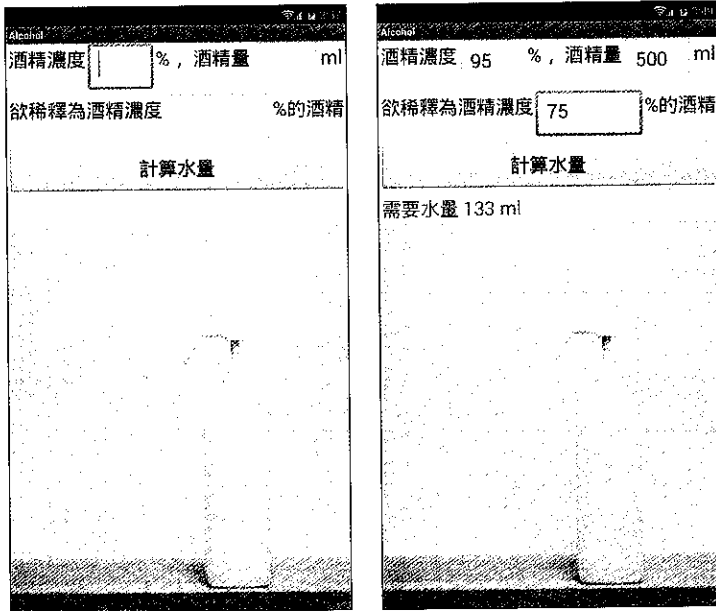 Alcohol
酒精濃度 %，酒精量 ml
欲稀釋為酒精濃度 %的酒精
計算水量
Alcohol
酒精濃度 95 %，酒精量 500 ml
欲稀釋為酒精濃度 75 %的酒精
計算水量
需要水量 133 ml